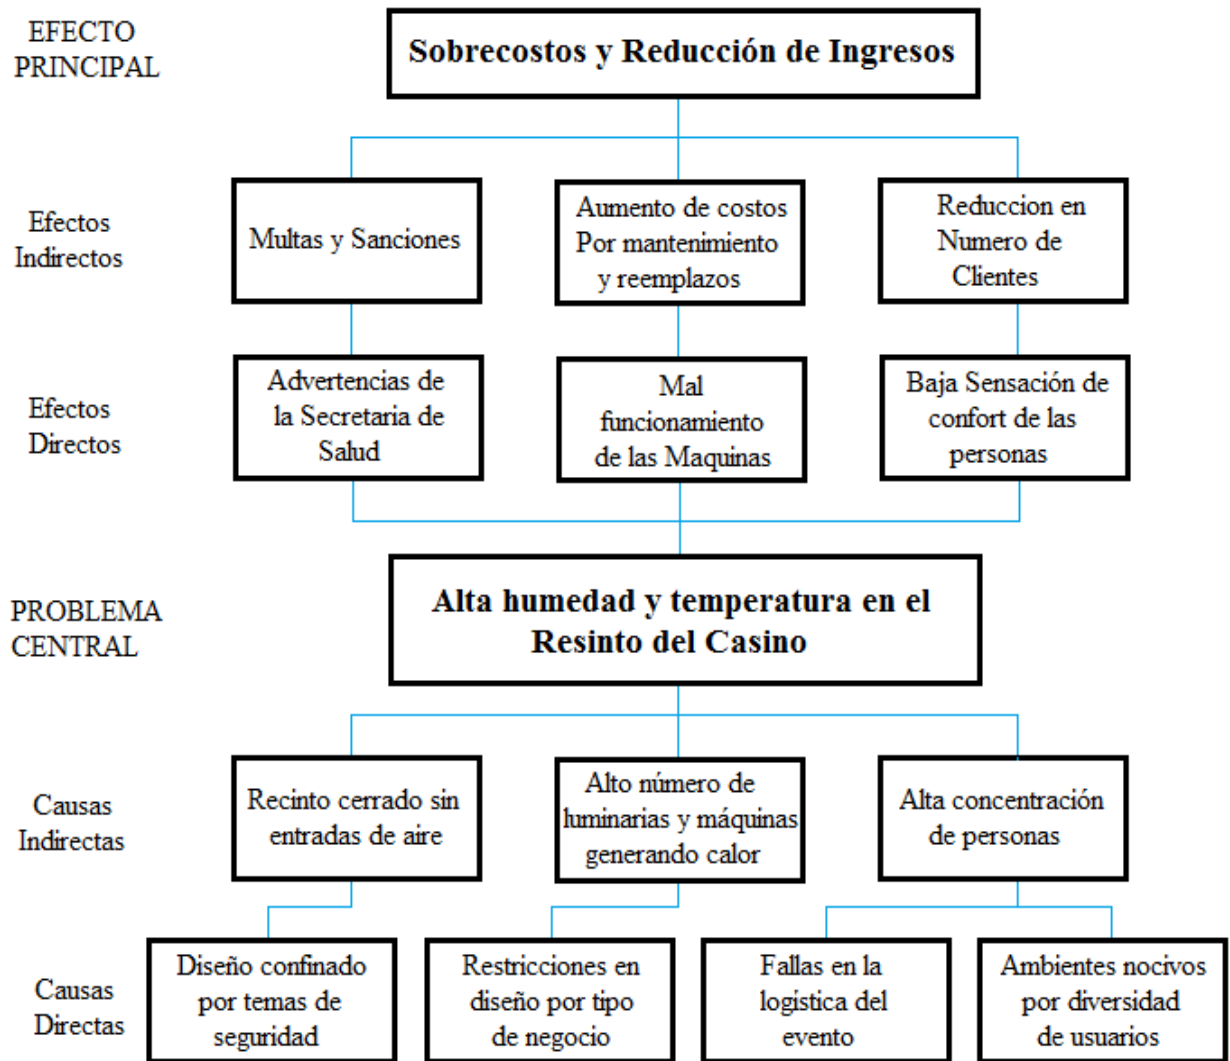 EFECTO
PRINCIPAL
Sobrecostos y Reducción de Ingresos
Efectos
Indirectos
Multas y Sanciones
Aumento de costos
Por mantenimiento
y reemplazos
Reduccion en
Numero de
Clientes
Efectos
Directos
Advertencias de
la Secretaria de
Salud
Mal
funcionamiento
de las Maquinas
Baja Sensación de
confort de las
personas
PROBLEMA
CENTRAL
Alta humedad y temperatura en el
Resinto del Casino
Causas
Indirectas
Recinto cerrado sin
entradas de aire
Alto número de
luminarias y máquinas
generando calor
Alta concentración
de personas
Causas
Directas
Diseño confinado
por temas de
seguridad
Restricciones en
diseño por tipo
de negocio
Fallas en la
logística del
evento
Ambientes nocivos
por diversidad
de usuarios